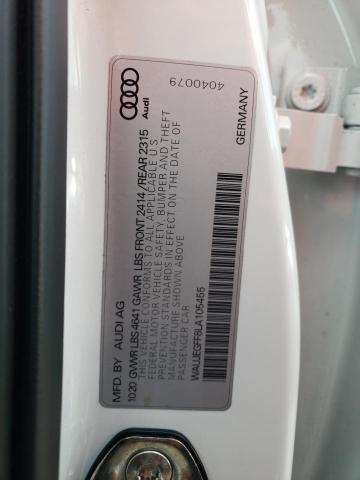 MFD. BY AUDI AG
10 20 GVWR LBS 4641 GAWR LBS FRONT 2414 /REAR 2315
THIS VEHICLE CONFORMS TO ALL APPLICABLE U S
FEDERAL MOTOR VEHICLE SAFETY, BUMPER AND THEFT
PREVENTION STANDARDS IN EFFECT ON THE DATE OF
MANUFACTURE SHOWN ABOVE
PASSENGER CAR
WAUJEGFF8LA105455
Audi
4040079
GERMANY